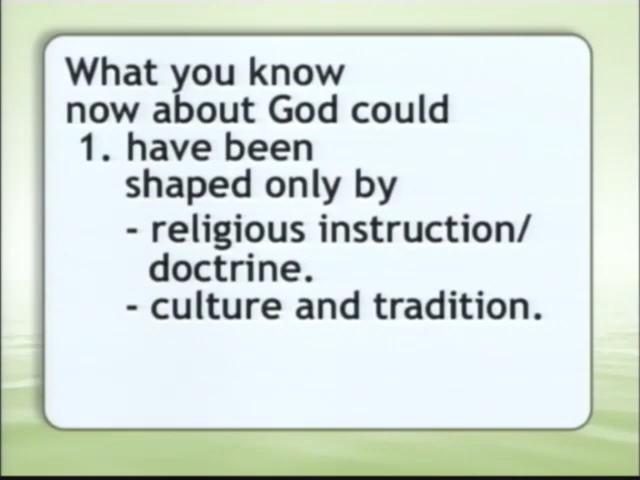 What you know
now about God could
1. have been
shaped only by
- religious instruction/
doctrine.
- culture and tradition.